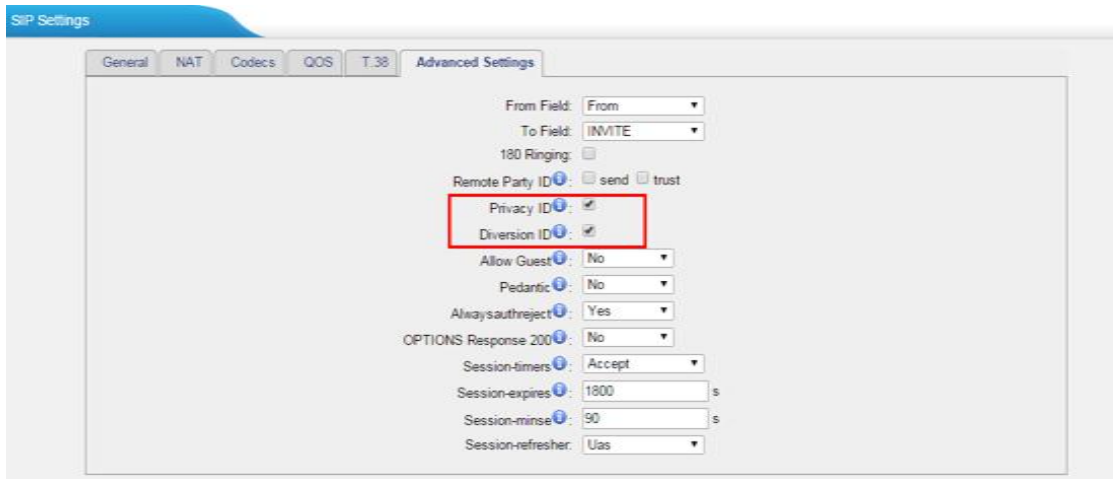 SIP Settings
General NAT Codecs QOS T.38 Advanced Settings
From Field: From
To Field: INVITE
180 Ringing:
Remote Party ID: send trust
Privacy ID:
Diversion ID:
Allow Guest: No
Pedantic: No
Alwaysauthreject: Yes
OPTIONS Response 200: No
Session-timers: Accept
Session-expires: 1800 s
Session-minse: 90 s
Session-refresher: Uas